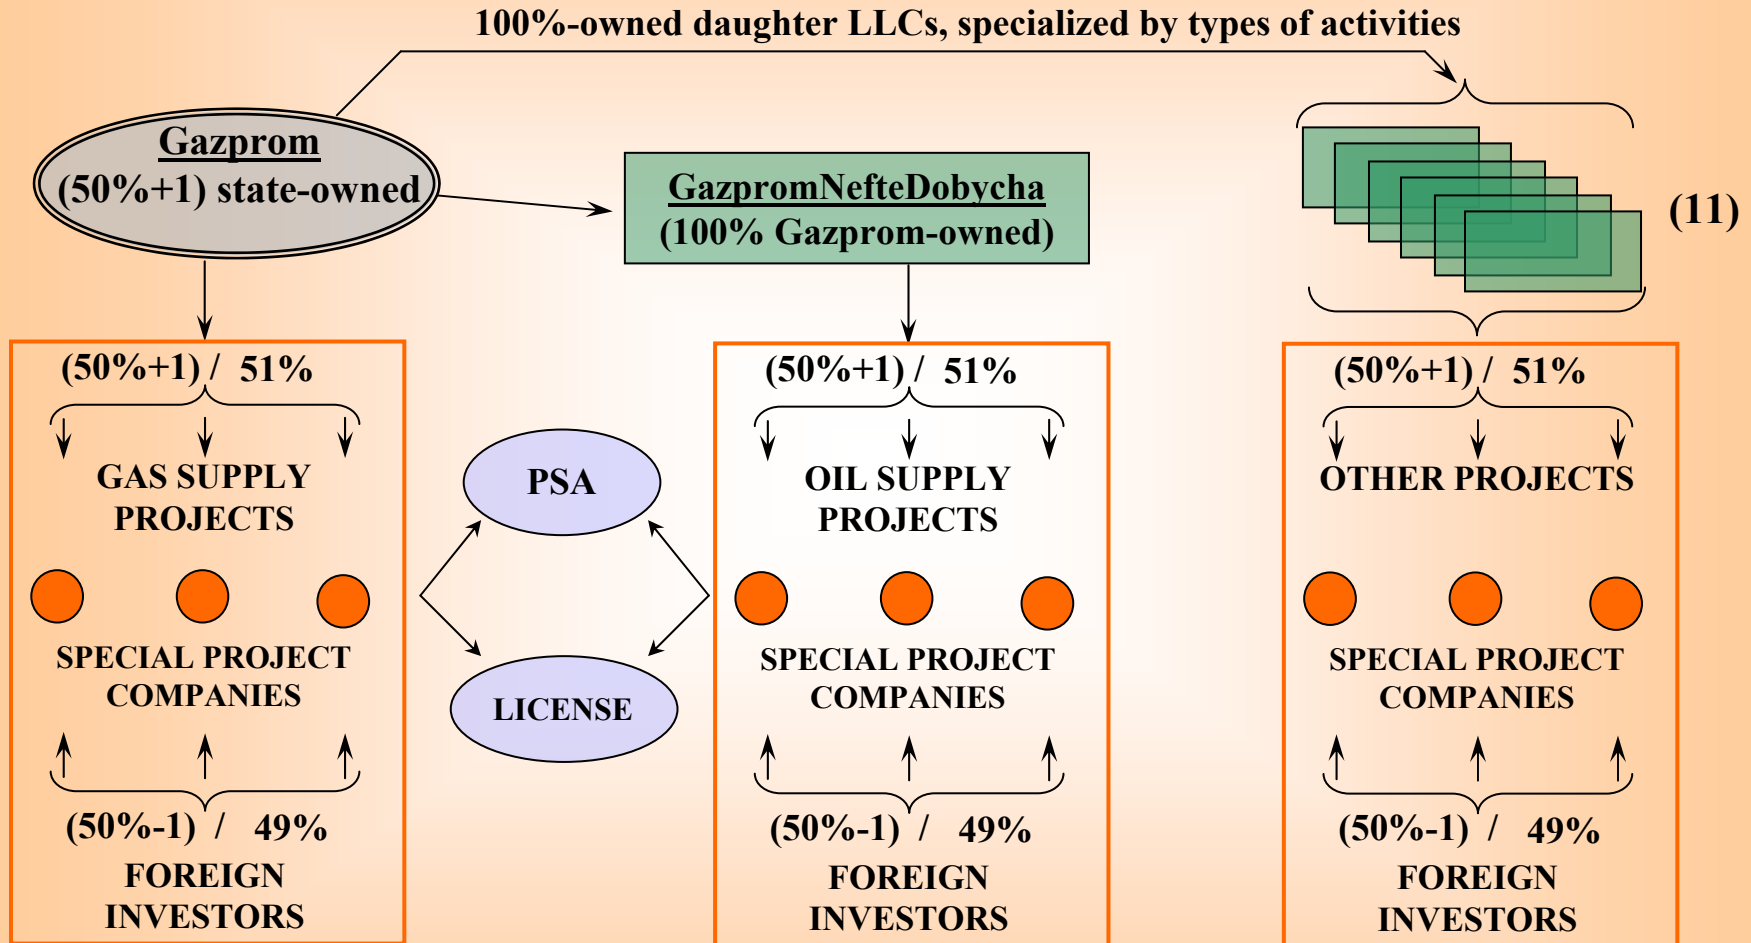 100%-owned daughter LLCs, specialized by types of activities
Gazprom
(50%+1) state-owned
GazpromNefteDobycha
(100% Gazprom-owned)
(11)
(50%+1) / 51%
GAS SUPPLY
PROJECTS
SPECIAL PROJECT
COMPANIES
(50%-1) / 49%
FOREIGN
INVESTORS
PSA
LICENSE
(50%+1) / 51%
OIL SUPPLY
PROJECTS
SPECIAL PROJECT
COMPANIES
(50%-1) / 49%
FOREIGN
INVESTORS
(50%+1) / 51%
OTHER PROJECTS
SPECIAL PROJECT
COMPANIES
(50%-1) / 49%
FOREIGN
INVESTORS